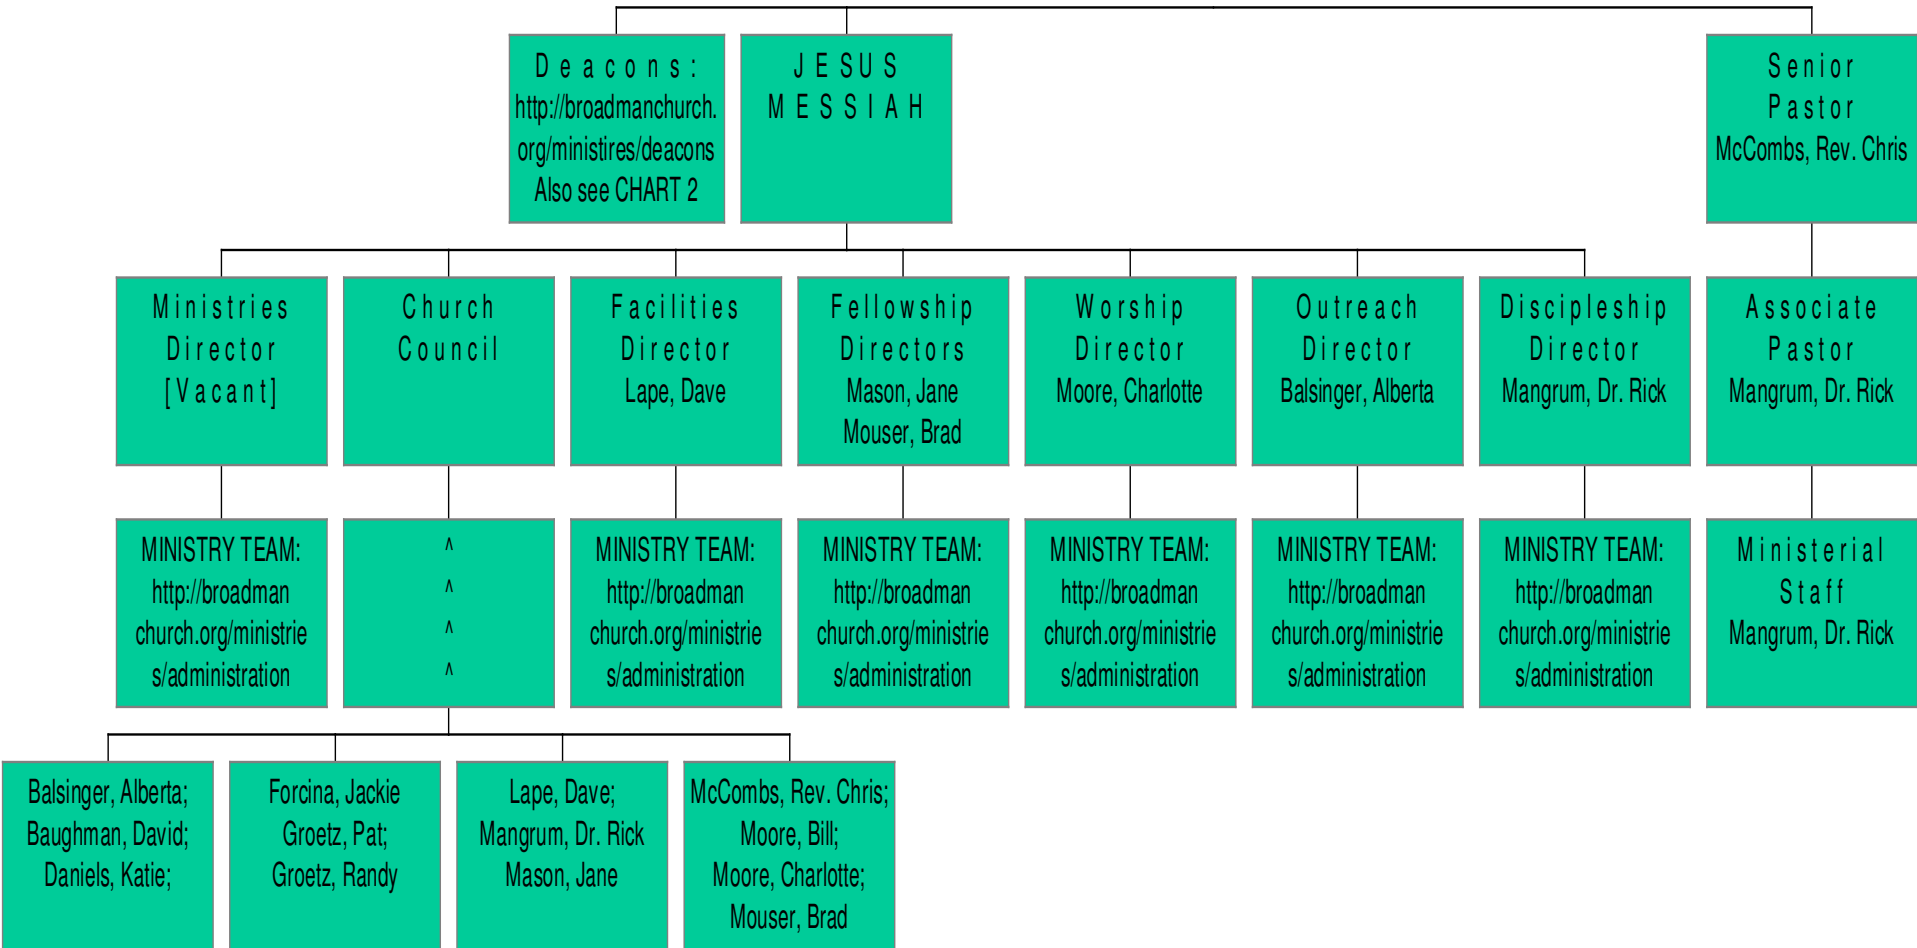 Deacons:
http://broadmanchurch.
org/ministires/deacons
Also see CHART 2
JESUS
MESSIAH
Senior
Pastor
McCombs, Rev. Chris
Ministries
Director
[Vacant]
Church
Council
Facilities
Director
Lape, Dave
Fellowship
Directors
Mason, Jane
Mouser, Brad
Worship
Director
Moore, Charlotte
Outreach
Director
Balsinger, Alberta
Discipleship
Director
Mangrum, Dr. Rick
Associate
Pastor
Mangrum, Dr. Rick
MINISTRY TEAM:
http://broadman
church.org/ministrie
s/administration
^
^
^
^
MINISTRY TEAM:
http://broadman
church.org/ministrie
s/administration
MINISTRY TEAM:
http://broadman
church.org/ministrie
s/administration
MINISTRY TEAM:
http://broadman
church.org/ministrie
s/administration
MINISTRY TEAM:
http://broadman
church.org/ministrie
s/administration
MINISTRY TEAM:
http://broadman
church.org/ministrie
s/administration
Ministerial
Staff
Mangrum, Dr. Rick
Balsinger, Alberta;
Baughman, David;
Daniels, Katie;
Forcina, Jackie
Groetz, Pat;
Groetz, Randy
Lape, Dave;
Mangrum, Dr. Rick
Mason, Jane
McCombs, Rev. Chris;
Moore, Bill;
Moore, Charlotte;
Mouser, Brad